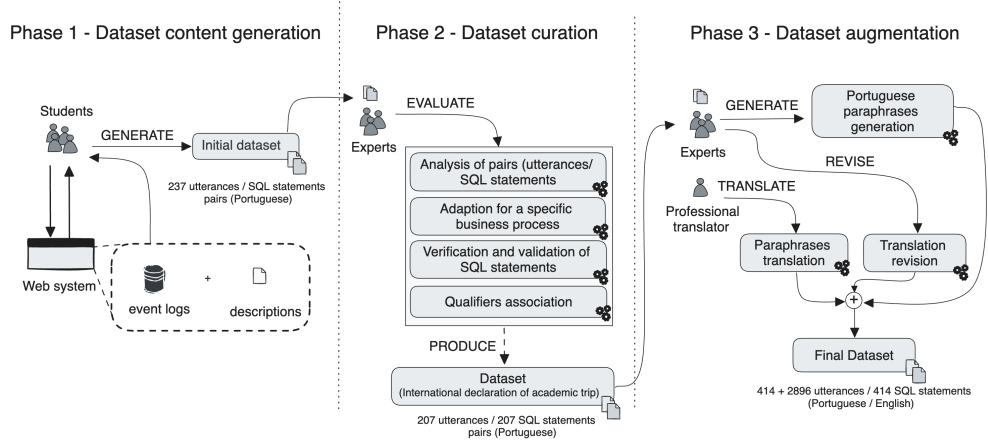 Phase 1 - Dataset content generation
Students
GENERATE
Initial dataset
237 utterances / SQL statements
pairs (Portuguese)
Web system
event logs
+
descriptions
Phase 2 - Dataset curation
Experts
EVALUATE
Analysis of pairs (utterances/
SQL statements
Adaption for a specific
business process
Verification and validation of
SQL statements
Qualifiers association
PRODUCE
Dataset
(International declaration of academic trip)
207 utterances / 207 SQL statements
pairs (Portuguese)
Phase 3 - Dataset augmentation
Experts
GENERATE
Portuguese
paraphrases
generation
REVISE
TRANSLATE
Professional
translator
Paraphrases
translation
Translation
revision
+
Final Dataset
414 + 2896 utterances / 414 SQL statements
(Portuguese / English)